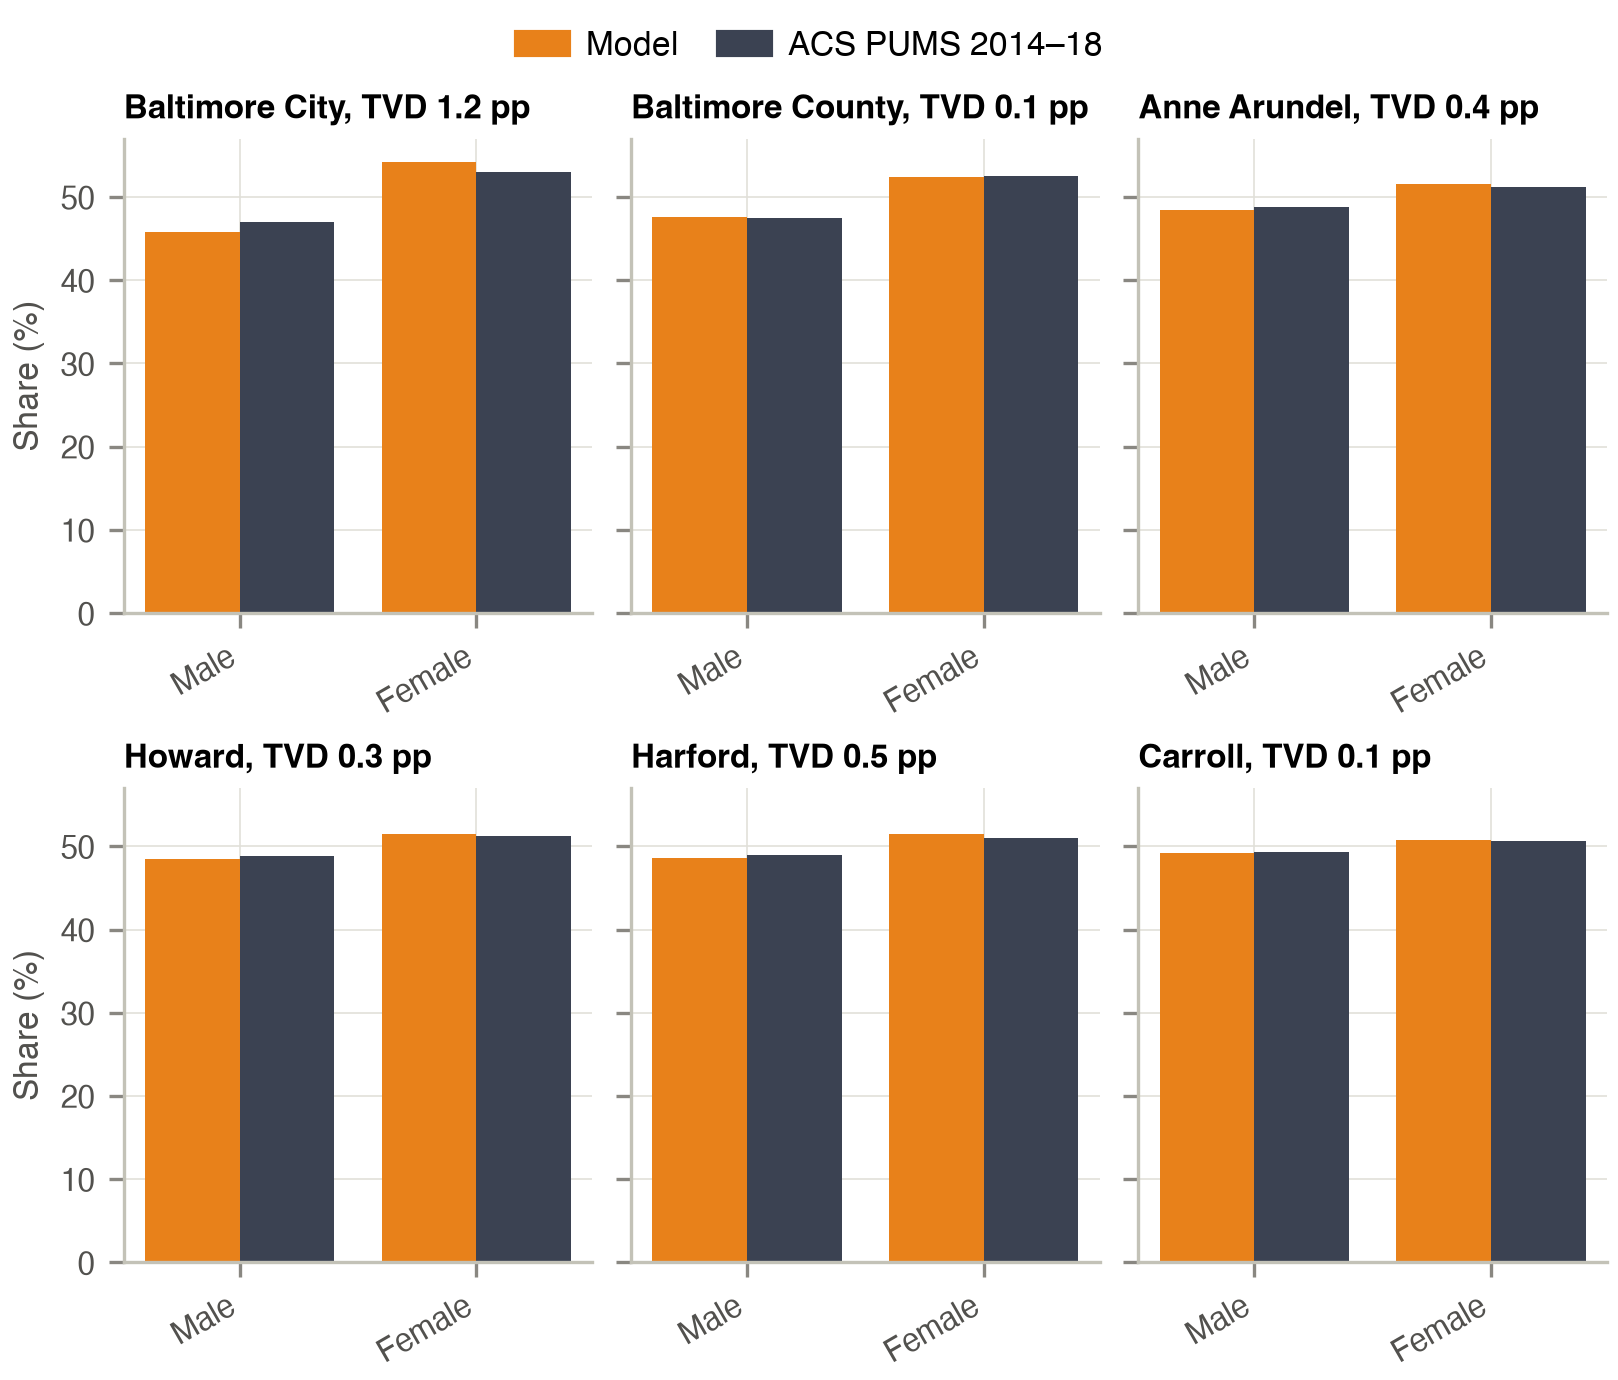 Model ACS PUMS 2014–18
Baltimore City, TVD 1.2 pp
Baltimore County, TVD 0.1 pp
Anne Arundel, TVD 0.4 pp
Share (%)
50
40
30
20
10
0
Male Female
Male Female
Male Female
Howard, TVD 0.3 pp
Harford, TVD 0.5 pp
Carroll, TVD 0.1 pp
Share (%)
50
40
30
20
10
0
Male Female
Male Female
Male Female